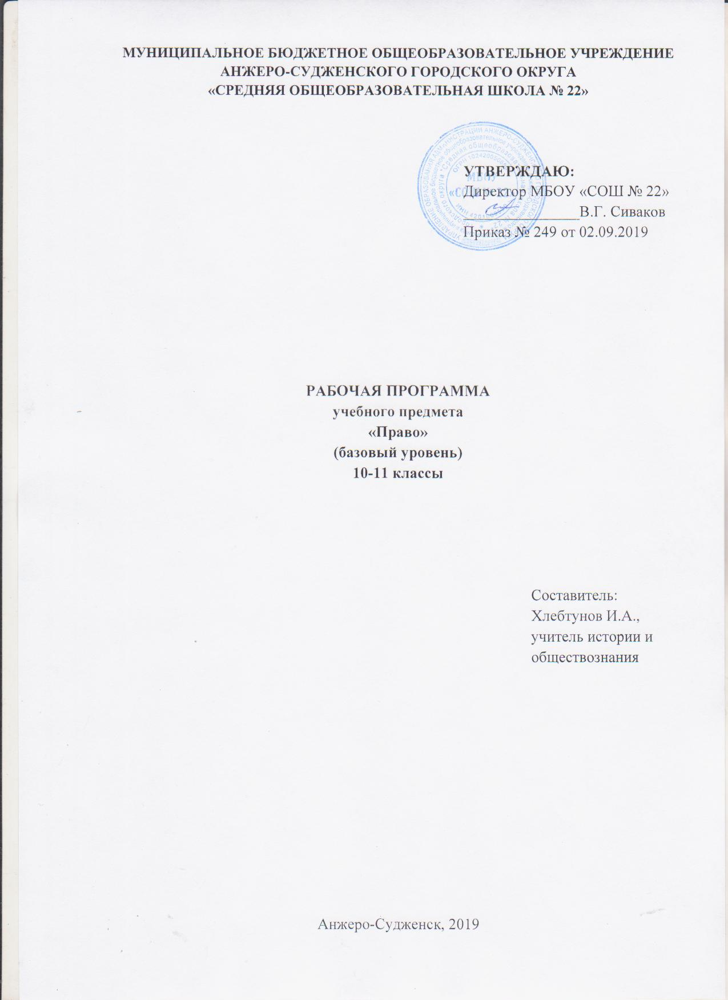 МУНИЦИПАЛЬНОЕ БЮДЖЕТНОЕ ОБЩЕОБРАЗОВАТЕЛЬНОЕ УЧРЕЖДЕНИЕ
АНЖЕРО-СУДЖЕНСКОГО ГОРОДСКОГО ОКРУГА
«СРЕДНЯЯ ОБЩЕОБРАЗОВАТЕЛЬНАЯ ШКОЛА № 22»
УТВЕРЖДАЮ:
Директор МБОУ «СОШ № 22»
_______________В.Г. Сиваков
Приказ № 249 от 02.09.2019
РАБОЧАЯ ПРОГРАММА
учебного предмета
«Право»
(базовый уровень)
10-11 классы
Составитель:
Хлебтунов И.А.,
учитель истории и
обществознания
Анжеро-Судженск, 2019